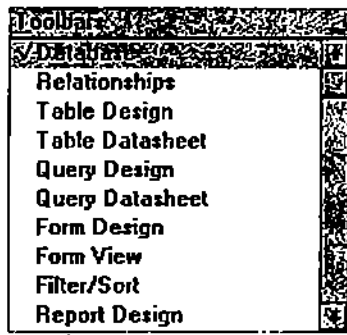 Toolbars
√ Database
Relationships
Table Design
Table Datasheet
Query Design
Query Datasheet
Form Design
Form View
Filter/Sort
Report Design